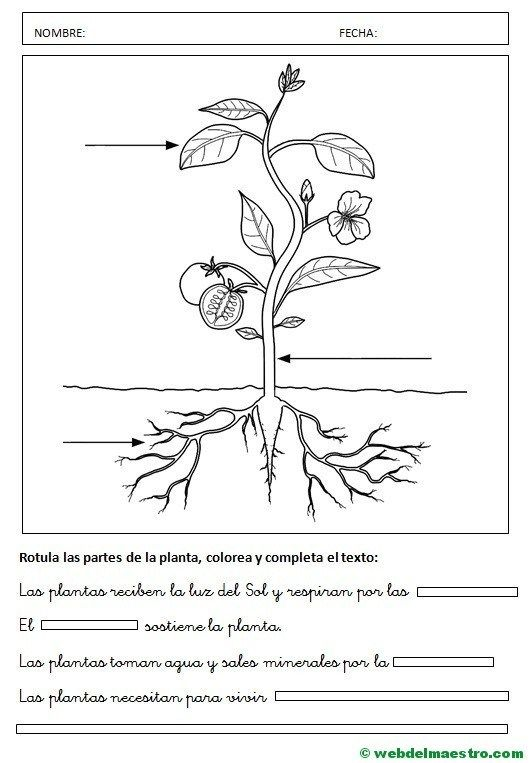 NOMBRE: FECHA:
Rotula las partes de la planta, colorea y completa el texto:
Las plantas reciben la luz del Sol y respiran por las
El sostiene la planta.
Las plantas toman agua y sales minerales por la
Las plantas necesitan para vivir
© webdelmaestro.com